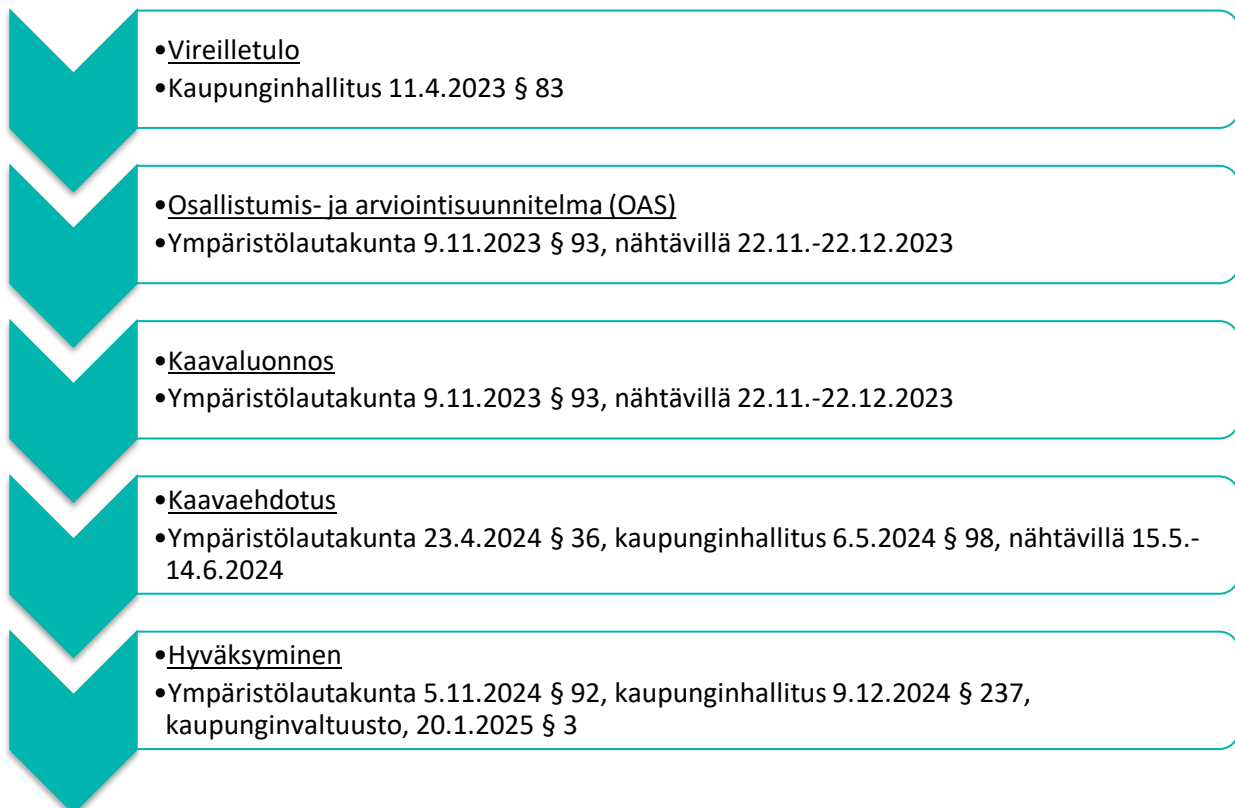 •Vireilletulo
•Kaupunginhallitus 11.4.2023 § 83
•Osallistumis- ja arviointisuunnitelma (OAS)
•Ympäristölautakunta 9.11.2023 § 93, nähtävillä 22.11.-22.12.2023
•Kaavaluonnos
•Ympäristölautakunta 9.11.2023 § 93, nähtävillä 22.11.-22.12.2023
•Kaavaehdotus
•Ympäristölautakunta 23.4.2024 § 36, kaupunginhallitus 6.5.2024 § 98, nähtävillä 15.5.-
14.6.2024
•Hyväksyminen
•Ympäristölautakunta 5.11.2024 § 92, kaupunginhallitus 9.12.2024 § 237,
kaupunginvaltuusto, 20.1.2025 § 3